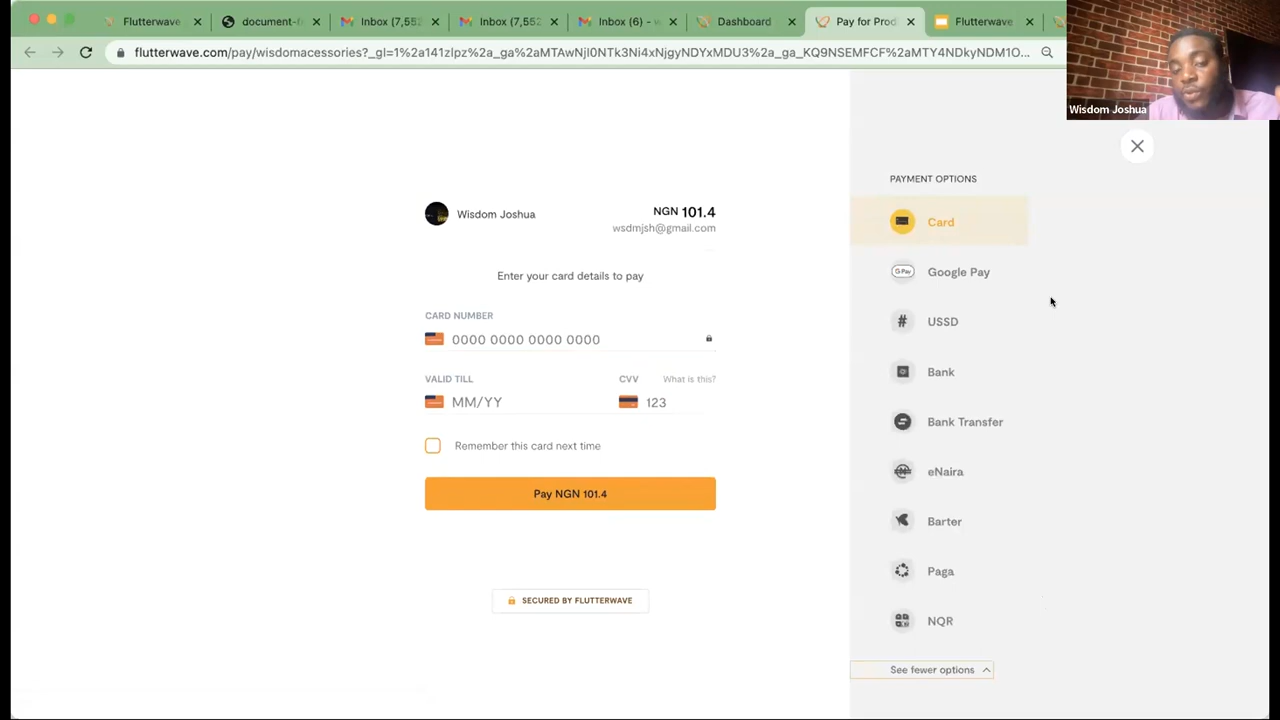 Flutterwave
document-f
Inbox (7,552
Inbox (7,552
Inbox (6) - w
Dashboard
Pay for Prod
Flutterwave
flutterwave.com/pay/wisdomacessories?_gl=1%2a141zlpz%2a_ga%2aMTAwNjI0NTk3Ni4xNjgyNDYxMDU3%2a_ga_KQ9NSEMFCF%2aMTY4NDkyNDM1O...
Wisdom Joshua
Wisdom Joshua
NGN 101.4
wsdmjsh@gmail.com
Enter your card details to pay
CARD NUMBER
0000 0000 0000 0000
VALID TILL
CVV
What is this?
MM/YY
123
Remember this card next time
Pay NGN 101.4
SECURED BY FLUTTERWAVE
PAYMENT OPTIONS
Card
G Pay
Google Pay
# USSD
Bank
Bank Transfer
eNaira
Barter
Paga
NQR
See fewer options